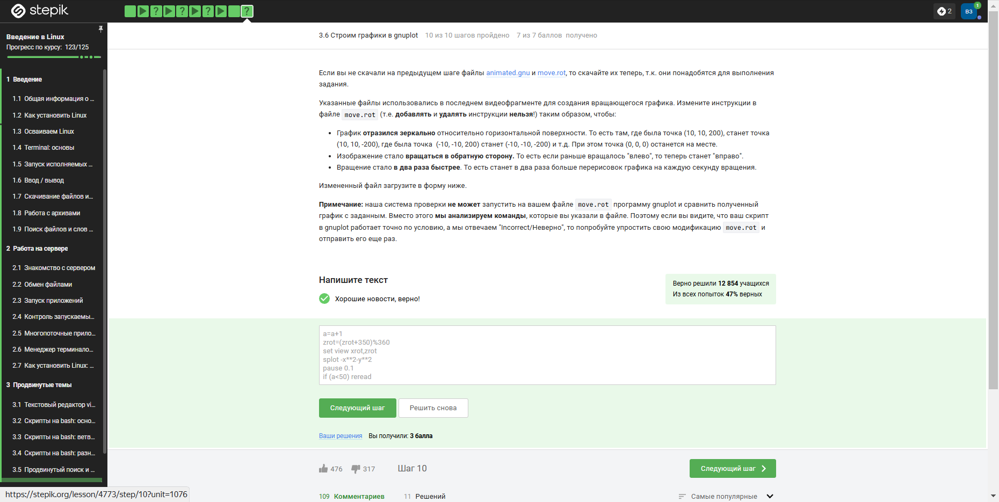 stepik
2
ВЗ
1
Введение в Linux
Прогресс по курсу: 123/125
1 Введение
1.1 Общая информация о ...
1.2 Как установить Linux
1.3 Осваиваем Linux
1.4 Terminal: основы
1.5 Запуск исполняемых ...
1.6 Ввод / вывод
1.7 Скачивание файлов и...
1.8 Работа с архивами
1.9 Поиск файлов и слов ...
2 Работа на сервере
2.1 Знакомство с сервером
2.2 Обмен файлами
2.3 Запуск приложений
2.4 Контроль запускаемы...
2.5 Многопоточные прило...
2.6 Менеджер терминало...
2.7 Как установить Linux: ...
3 Продвинутые темы
3.1 Текстовый редактор vi...
3.2 Скрипты на bash: осно...
3.3 Скрипты на bash: ветв...
3.4 Скрипты на bash: разн...
3.5 Продвинутый поиск и ...
https://stepik.org/lesson/4773/step/10?unit=1076
3.6 Строим графики в gnuplot 10 из 10 шагов пройдено 7 из 7 баллов получено
Если вы не скачали на предыдущем шаге файлы animated.gnu и move.rot, то скачайте их теперь, т.к. они понадобятся для выполнения
задания.
Указанные файлы использовались в последнем видеофрагменте для создания вращающегося графика. Измените инструкции в
файле move.rot (т.е. добавлять и удалять инструкции нельзя!) таким образом, чтобы:
• График отразился зеркально относительно горизонтальной поверхности. То есть там, где была точка (10, 10, 200), станет точка
(10, 10, -200), где была точка (-10, -10, 200) станет (-10, -10, -200) и т.д. При этом точка (0, 0, 0) останется на месте.
• Изображение стало вращаться в обратную сторону. То есть если раньше вращалось "влево", то теперь станет "вправо".
• Вращение стало в два раза быстрее. То есть станет в два раза больше перерисовок графика на каждую секунду вращения.
Измененный файл загрузите в форму ниже.
Примечание: наша система проверки не может запустить на вашем файле move.rot программу gnuplot и сравнить полученный
график с заданным. Вместо этого мы анализируем команды, которые вы указали в файле. Поэтому если вы видите, что ваш скрипт
в gnuplot работает точно по условию, а мы отвечаем "Incorrect/Неверно", то попробуйте упростить свою модификацию move.rot и
отправить его еще раз.
Напишите текст
Хорошие новости, верно!
Верно решили 12 854 учащихся
Из всех попыток 47% верных
a=a+1
zrot=(zrot+350)%360
set view xrot,zrot
splot -x**2-y**2
pause 0.1
if (a<50) reread
Следующий шаг
Решить снова
Ваши решения Вы получили: 3 балла
476 317 Шаг 10
Следующий шаг
109 Комментариев 11 Решений
Самые популярные